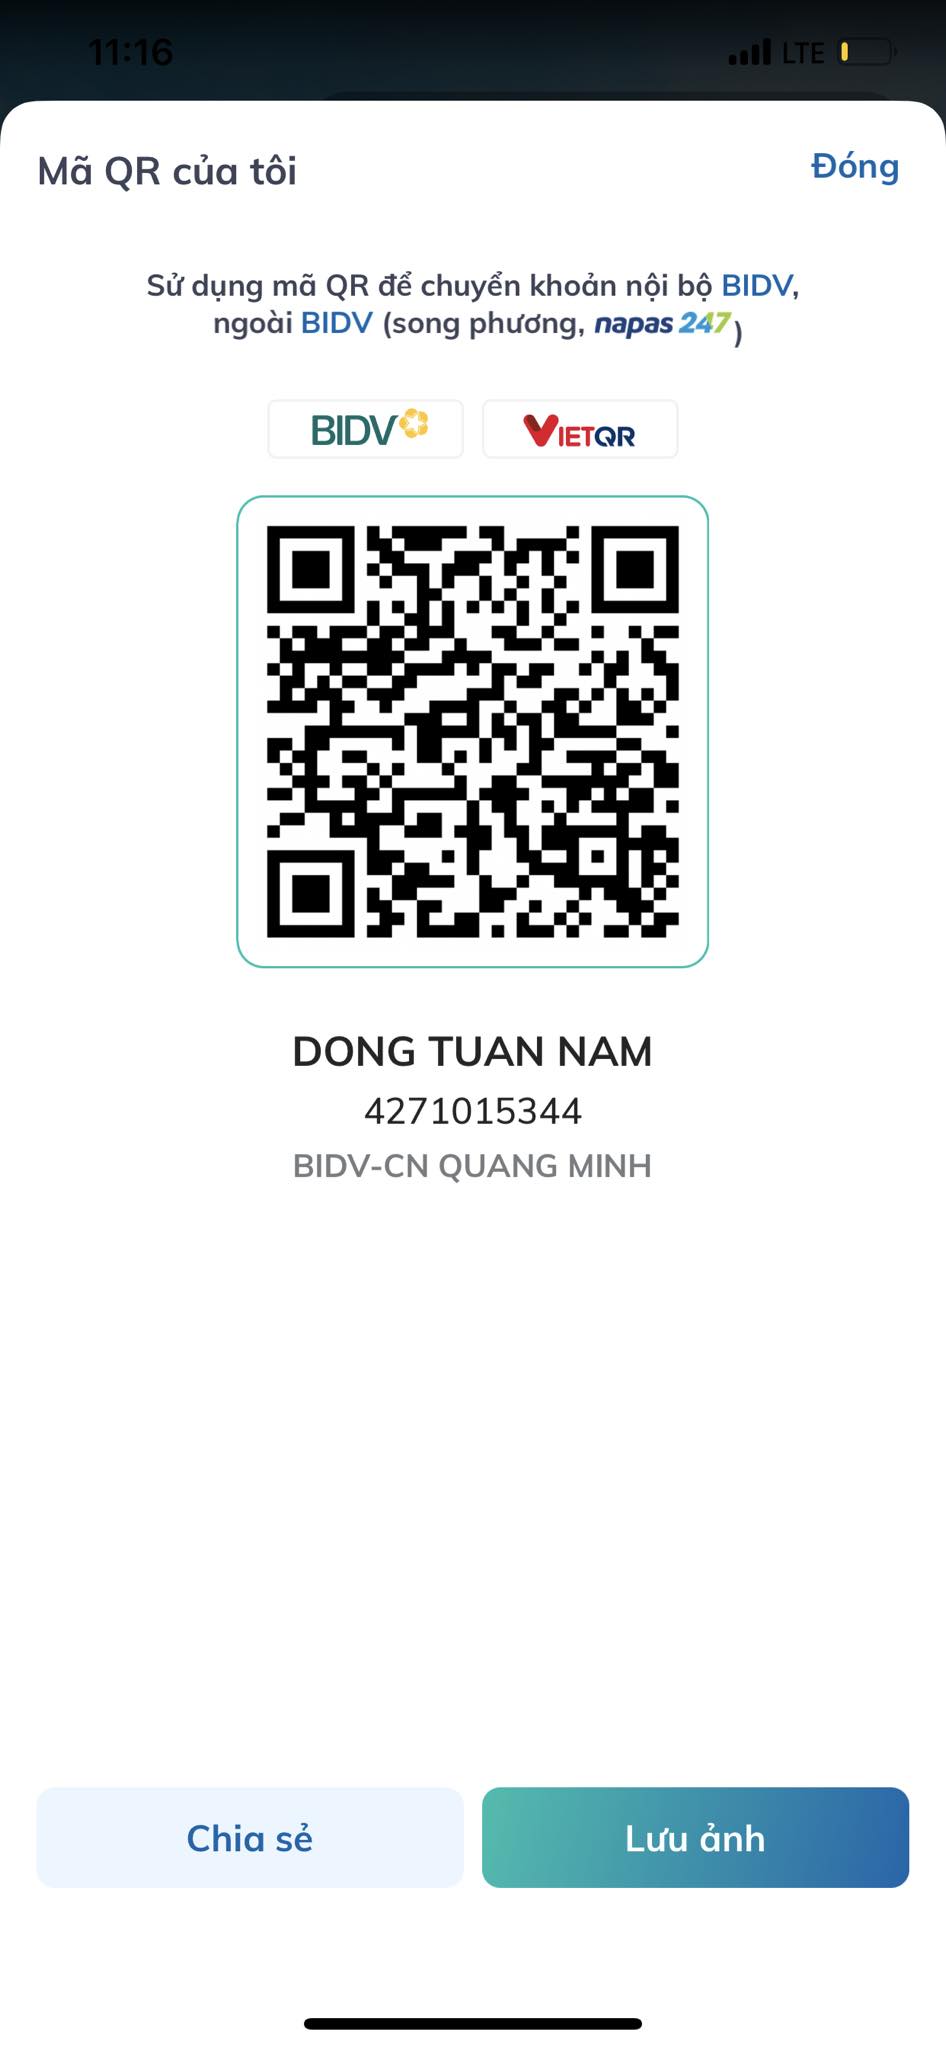 11:16 LTE
Mã QR của tôi
Đóng
Sử dụng mã QR để chuyển khoản nội bộ BIDV,
ngoài BIDV (song phương, napas 247)
BIDV
VIETQR
DONG TUAN NAM
4271015344
BIDV-CN QUANG MINH
Chia sẻ
Lưu ảnh